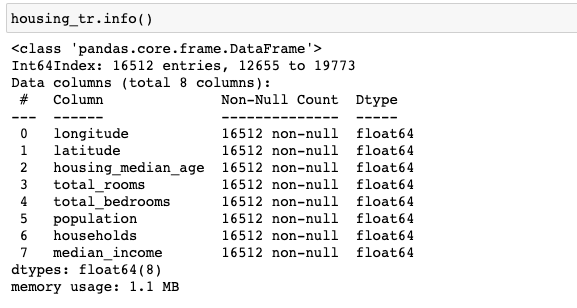 housing_tr.info()
<class 'pandas.core.frame.DataFrame'>
Int64Index: 16512 entries, 12655 to 19773
Data columns (total 8 columns):
 #   Column              Non-Null Count  Dtype
---  ------              --------------  -----
 0   longitude           16512 non-null  float64
 1   latitude            16512 non-null  float64
 2   housing_median_age  16512 non-null  float64
 3   total_rooms         16512 non-null  float64
 4   total_bedrooms      16512 non-null  float64
 5   population          16512 non-null  float64
 6   households          16512 non-null  float64
 7   median_income       16512 non-null  float64
dtypes: float64(8)
memory usage: 1.1 MB